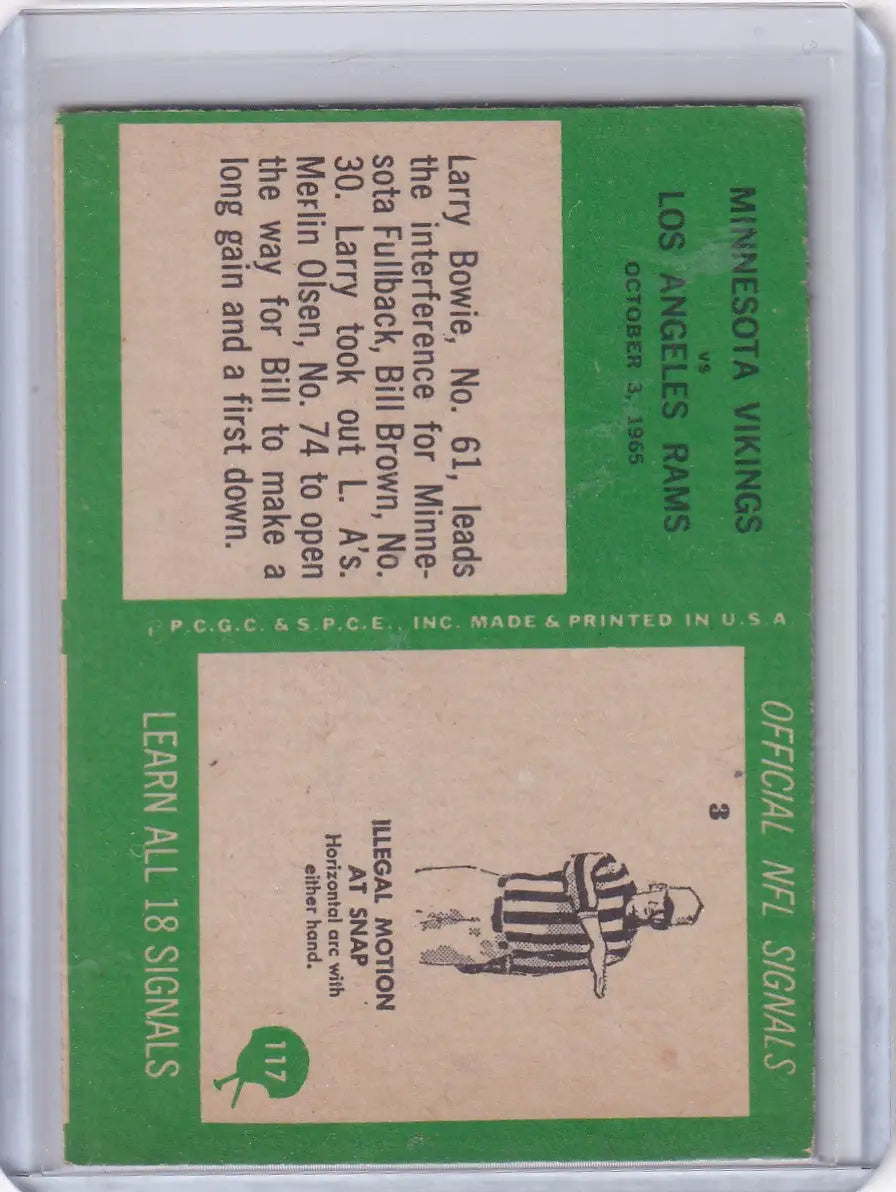 MINNESOTA VIKINGS
VS
LOS ANGELES RAMS
OCTOBER 3, 1965
Larry Bowie, No. 61, leads
the interference for Minne-
sota Fullback, Bill Brown, No.
30. Larry took out L. A's.
Merlin Olsen, No. 74 to open
the way for Bill to make a
long gain and a first down.
P.C.G.C. & S.P.C.E., INC. MADE & PRINTED IN U.S.A
OFFICIAL NFL SIGNALS
3
ILLEGAL MOTION
AT SNAP
Horizontal arc with
either hand.
117
LEARN ALL 18 SIGNALS